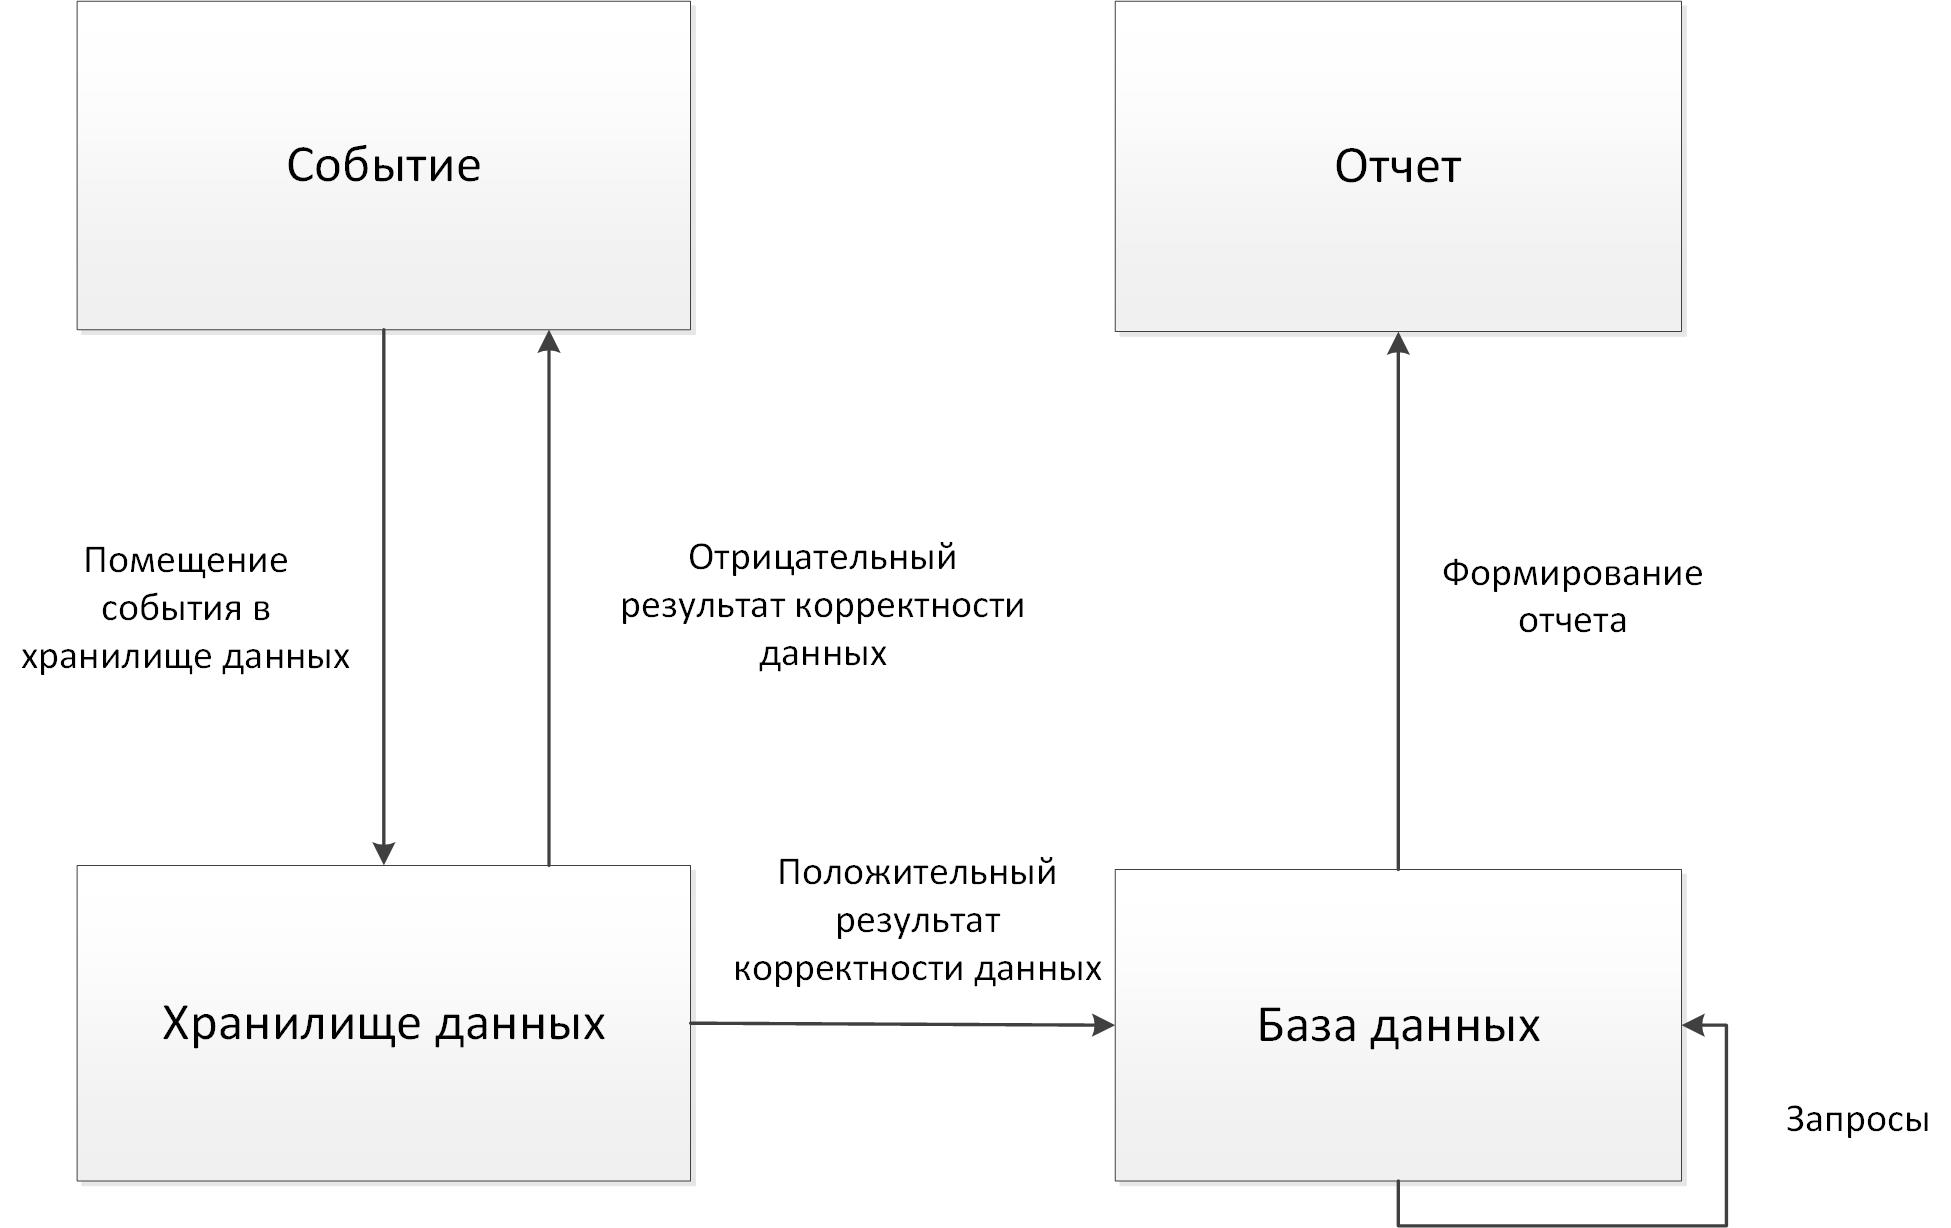 Событие
Отчет
Помещение
события в
хранилище данных
Отрицательный
результат корректности
данных
Формирование
отчета
Положительный
результат
корректности данных
Хранилище данных
База данных
Запросы